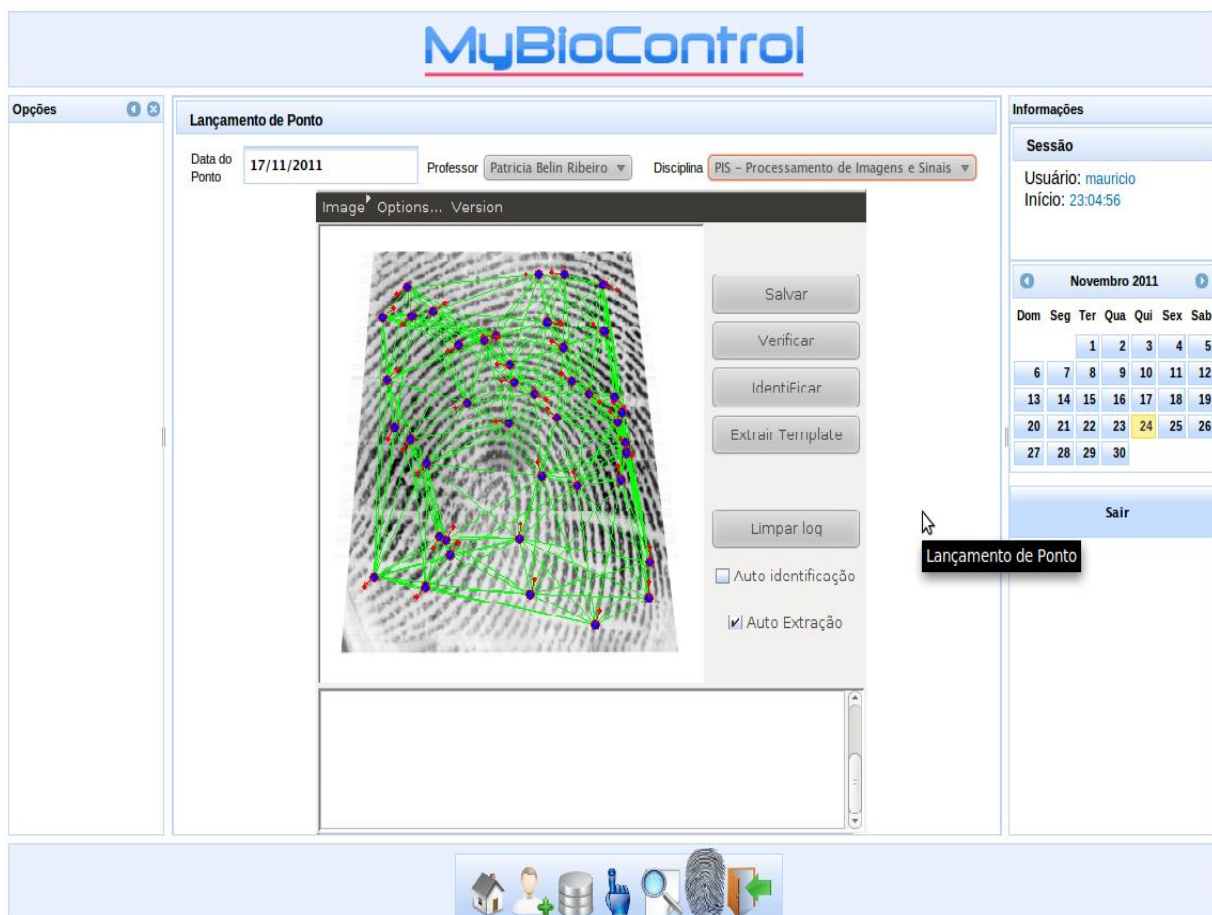 MyBioControl
Opções
Lançamento de Ponto
Data do Ponto 17/11/2011 Professor Patricia Belin Ribeiro Disciplina PIS - Processamento de Imagens e Sinais
Image Options... Version
Salvar
Verificar
IdentiFicar
Extrair Template
Limpar log
Auto identificação
Auto Extração
Informações
Sessão
Usuário: mauricio
Início: 23:04:56
Novembro 2011
Dom Seg Ter Qua Qui Sex Sab
1 2 3 4 5
6 7 8 9 10 11 12
13 14 15 16 17 18 19
20 21 22 23 24 25 26
27 28 29 30
Sair
Lançamento de Ponto